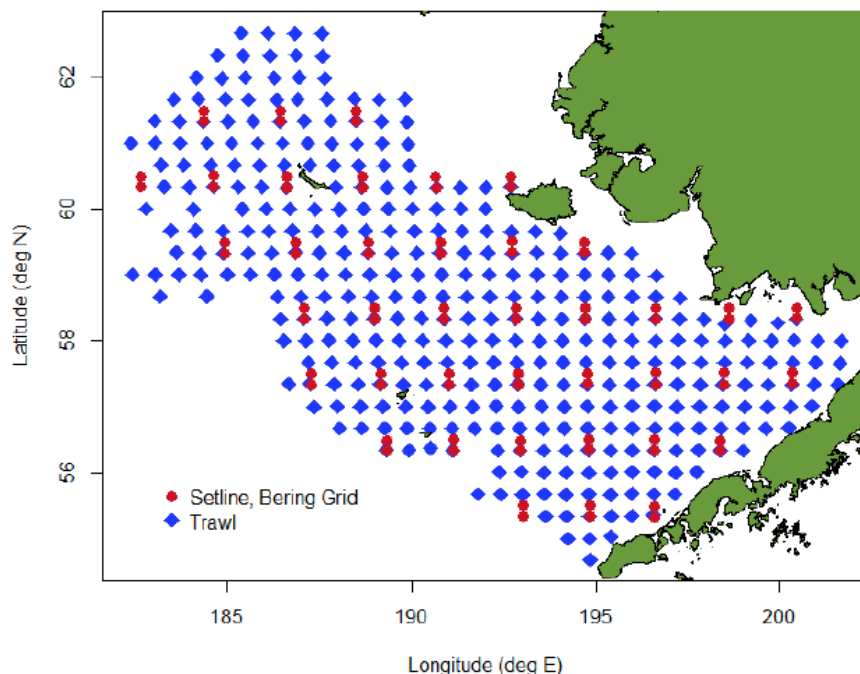 62
60
58
56
Latitude (deg N)
Setline, Bering Grid
Trawl
185 190 195 200
Longitude (deg E)